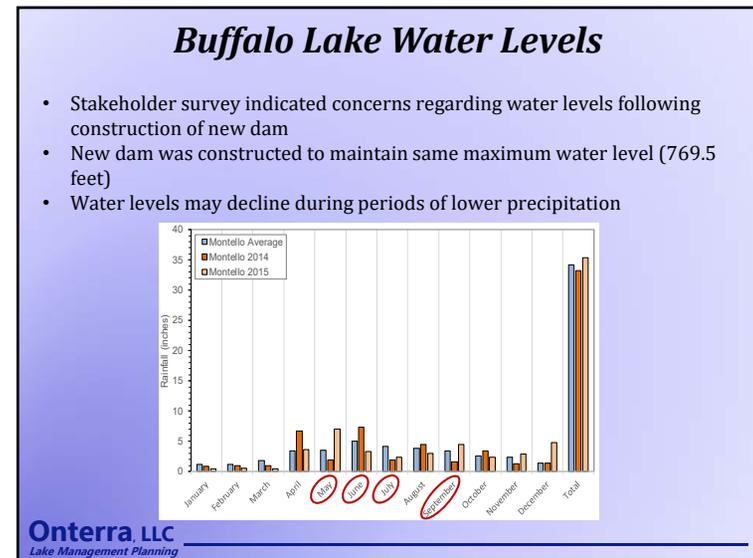 Buffalo Lake Water Levels
• Stakeholder survey indicated concerns regarding water levels following
construction of new dam
• New dam was constructed to maintain same maximum water level (769.5
feet)
• Water levels may decline during periods of lower precipitation
40
35
30
25
20
15
10
5
0
Rainfall (inches)
Montello Average
Montello 2014
Montello 2015
January
February
March
April
May
June
July
August
September
October
November
December
Total
Onterra, LLC
Lake Management Planning